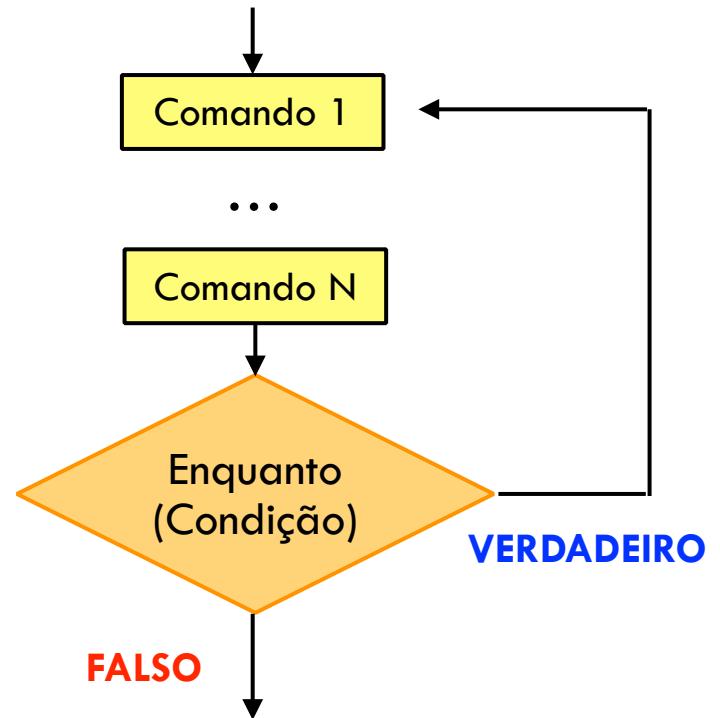 Comando 1
...
Comando N
Enquanto
(Condição)
VERDADEIRO
FALSO